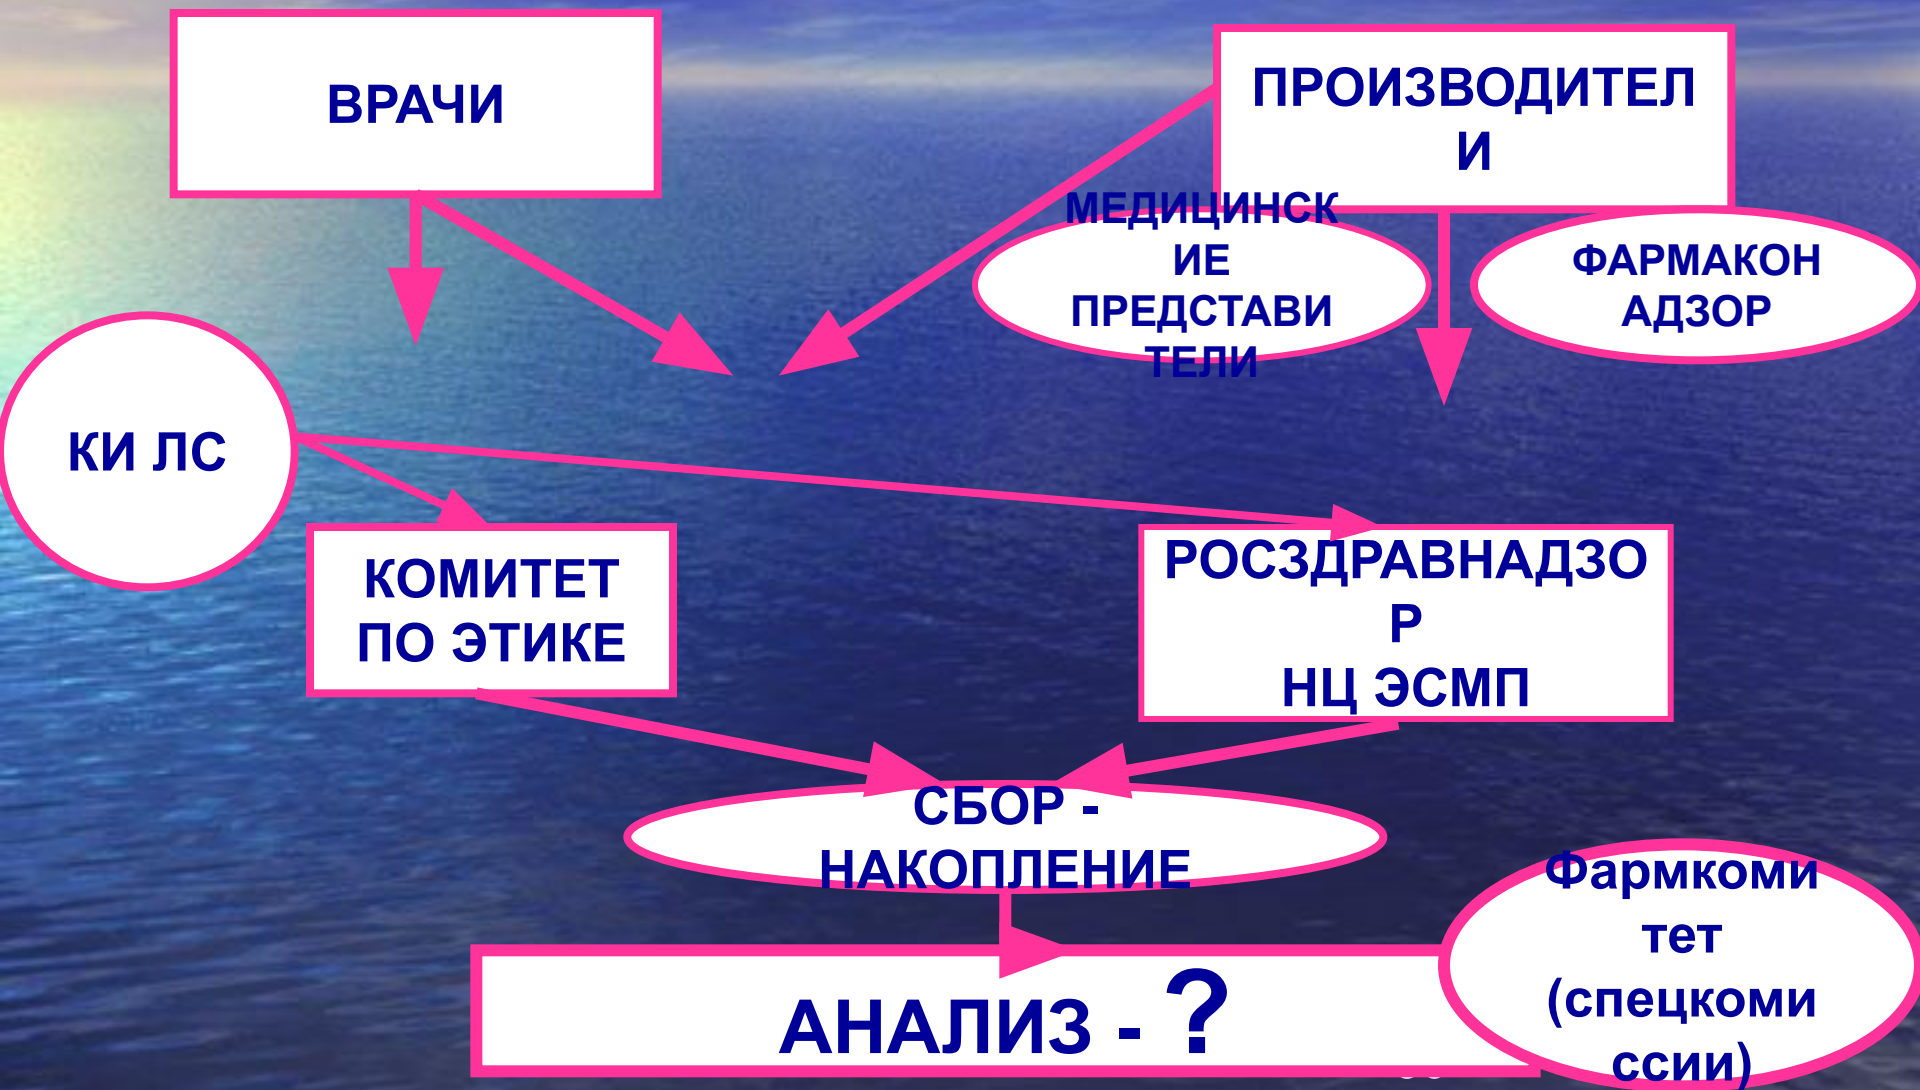 ВРАЧИ
ПРОИЗВОДИТЕЛ
И
МЕДИЦИНСК
ИЕ
ПРЕДСТАВИ
ТЕЛИ
ФАРМАКОН
АДЗОР
КИ ЛС
КОМИТЕТ
ПО ЭТИКЕ
РОСЗДРАВНАДЗО
Р
НЦ ЭСМП
СБОР -
НАКОПЛЕНИЕ
АНАЛИЗ - ?
Фармкоми
тет
(спецкоми
ссии)